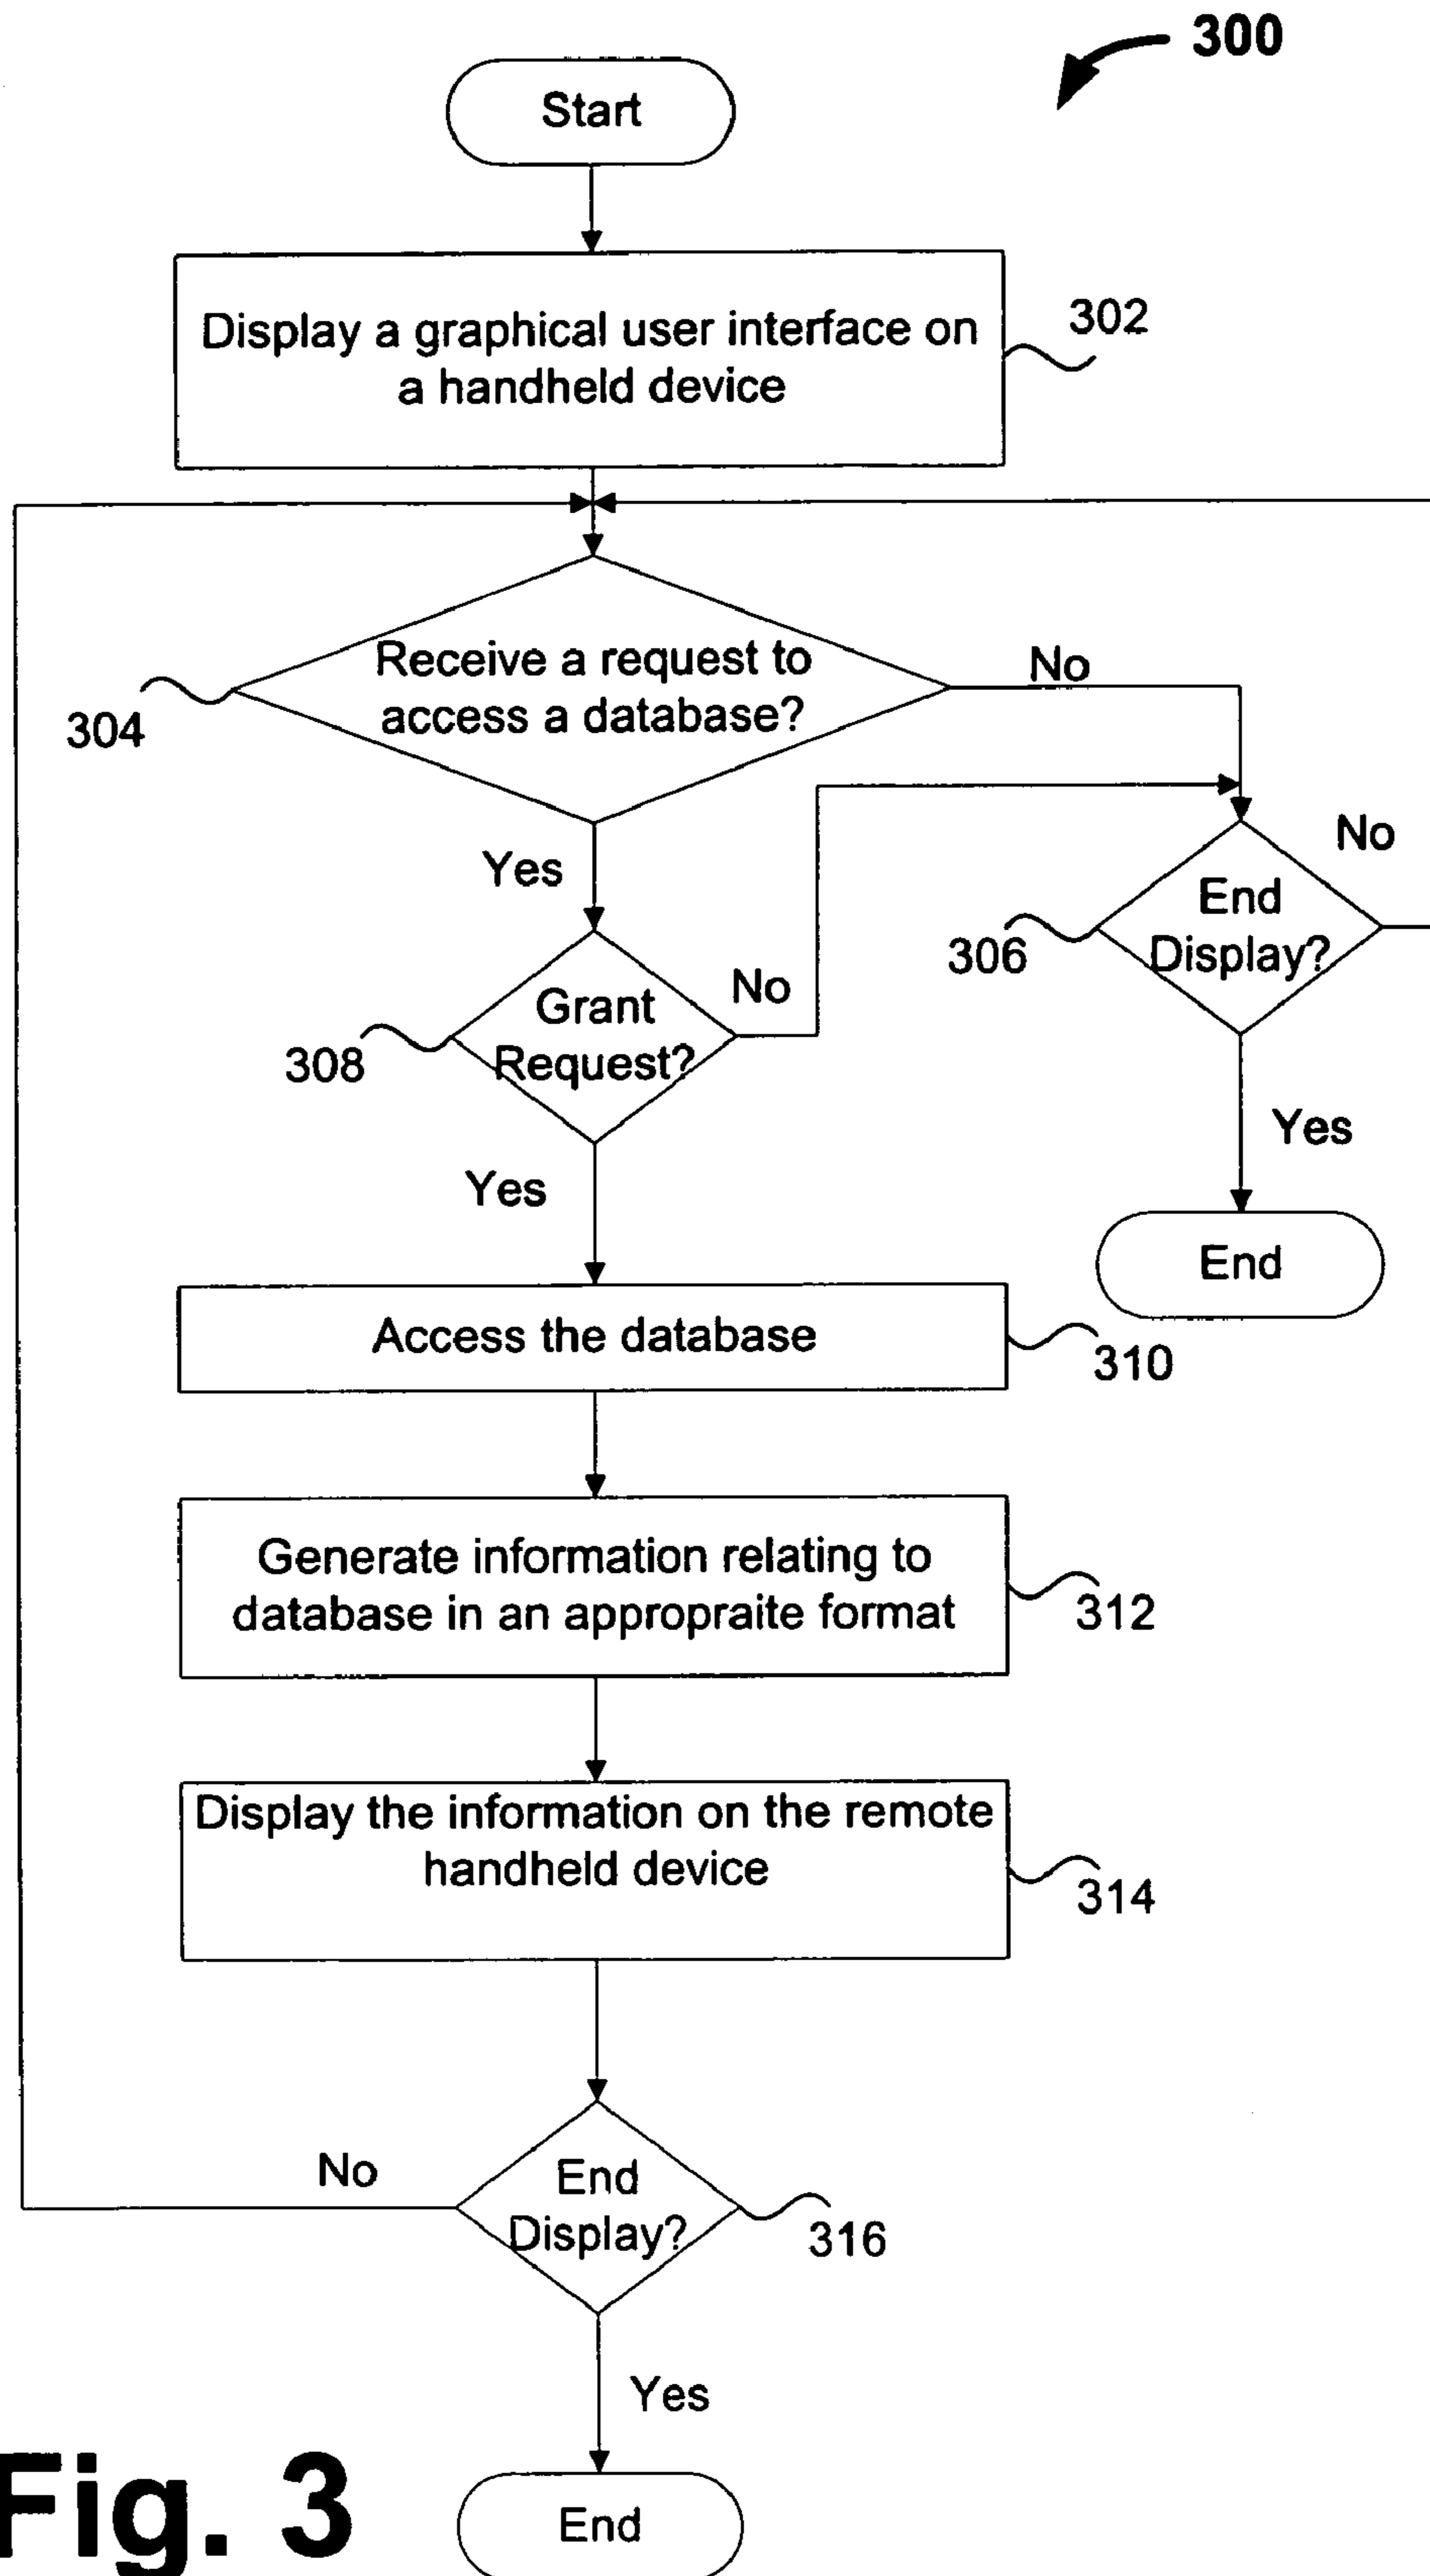 300
Start
Display a graphical user interface on
a handheld device
302
Receive a request to
access a database?
No
304
Yes
No
End
Display?
306
Grant
Request?
No
308
Yes
Yes
End
Access the database
310
Generate information relating to
database in an appropraite format
312
Display the information on the remote
handheld device
314
No
End
Display?
316
Yes
End
Fig. 3